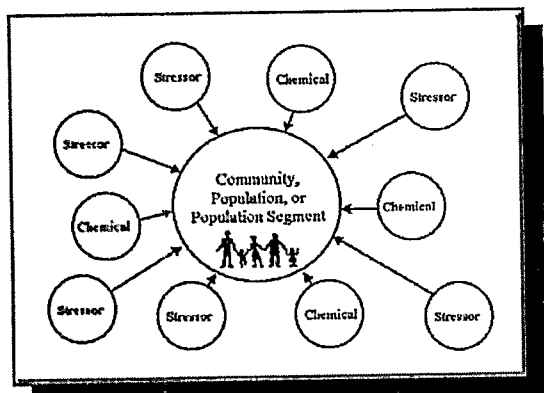 Stressor
Chemical
Stressor
Stressor
Community,
Population, or
Population Segment
Chemical
Chemical
Stressor
Stressor
Chemical
Stressor